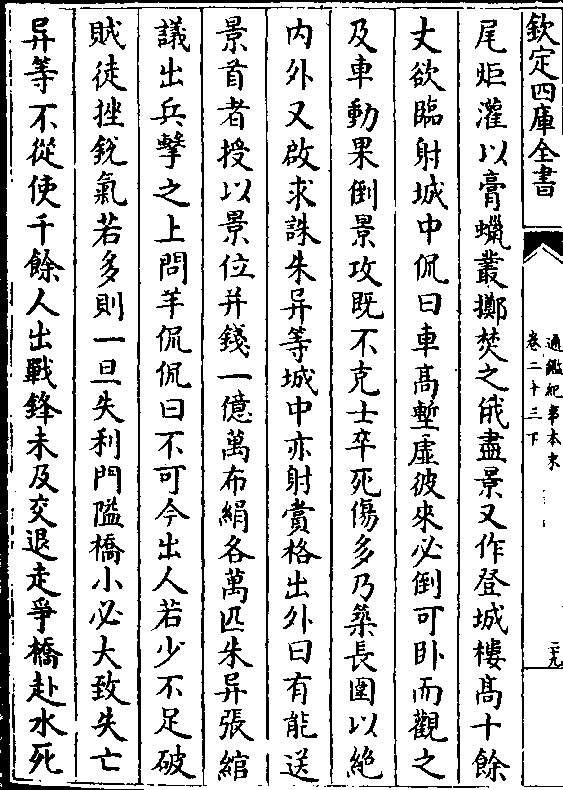 欽定四庫全書
通鑑紀事本末
卷二十三下
二九
尾炬灌以膏蠟叢擲焚之俄盡景又作登城樓髙十餘
丈欲臨射城中侃曰車髙塹虚彼來必倒可卧而觀之
及車動果倒景攻既不克士卒死傷多乃築長圍以絶
内外又啟求誅朱异等城中亦射賞格出外曰有能送
景首者授以景位并錢一億萬布絹各萬匹朱异張綰
議出兵擊之上問羊侃侃曰不可今出人若少不足破
賊徒挫鋭氣若多則一旦失利門隘橋小必大致失亡
异等不從使千餘人出戰鋒未及交退走爭橋赴水死